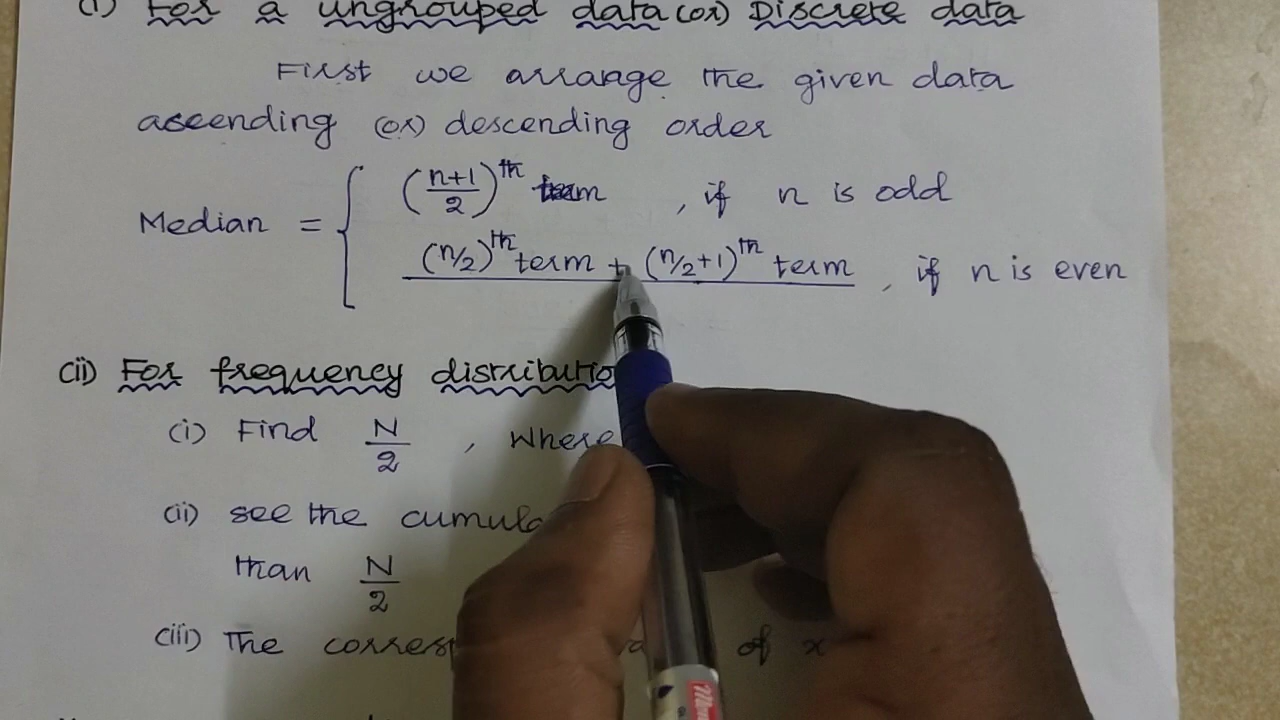 (i) For a ungrouped data (or) Discrete data
First we arrange the given data
ascending (or) descending order
Median = { ((n+1)/2)th term , if n is odd
(n/2)th term + (n/2+1)th term , if n is even
(ii) For frequency distribution
(i) Find N/2 , Where
(ii) see the
than N/2
(iii) The of x